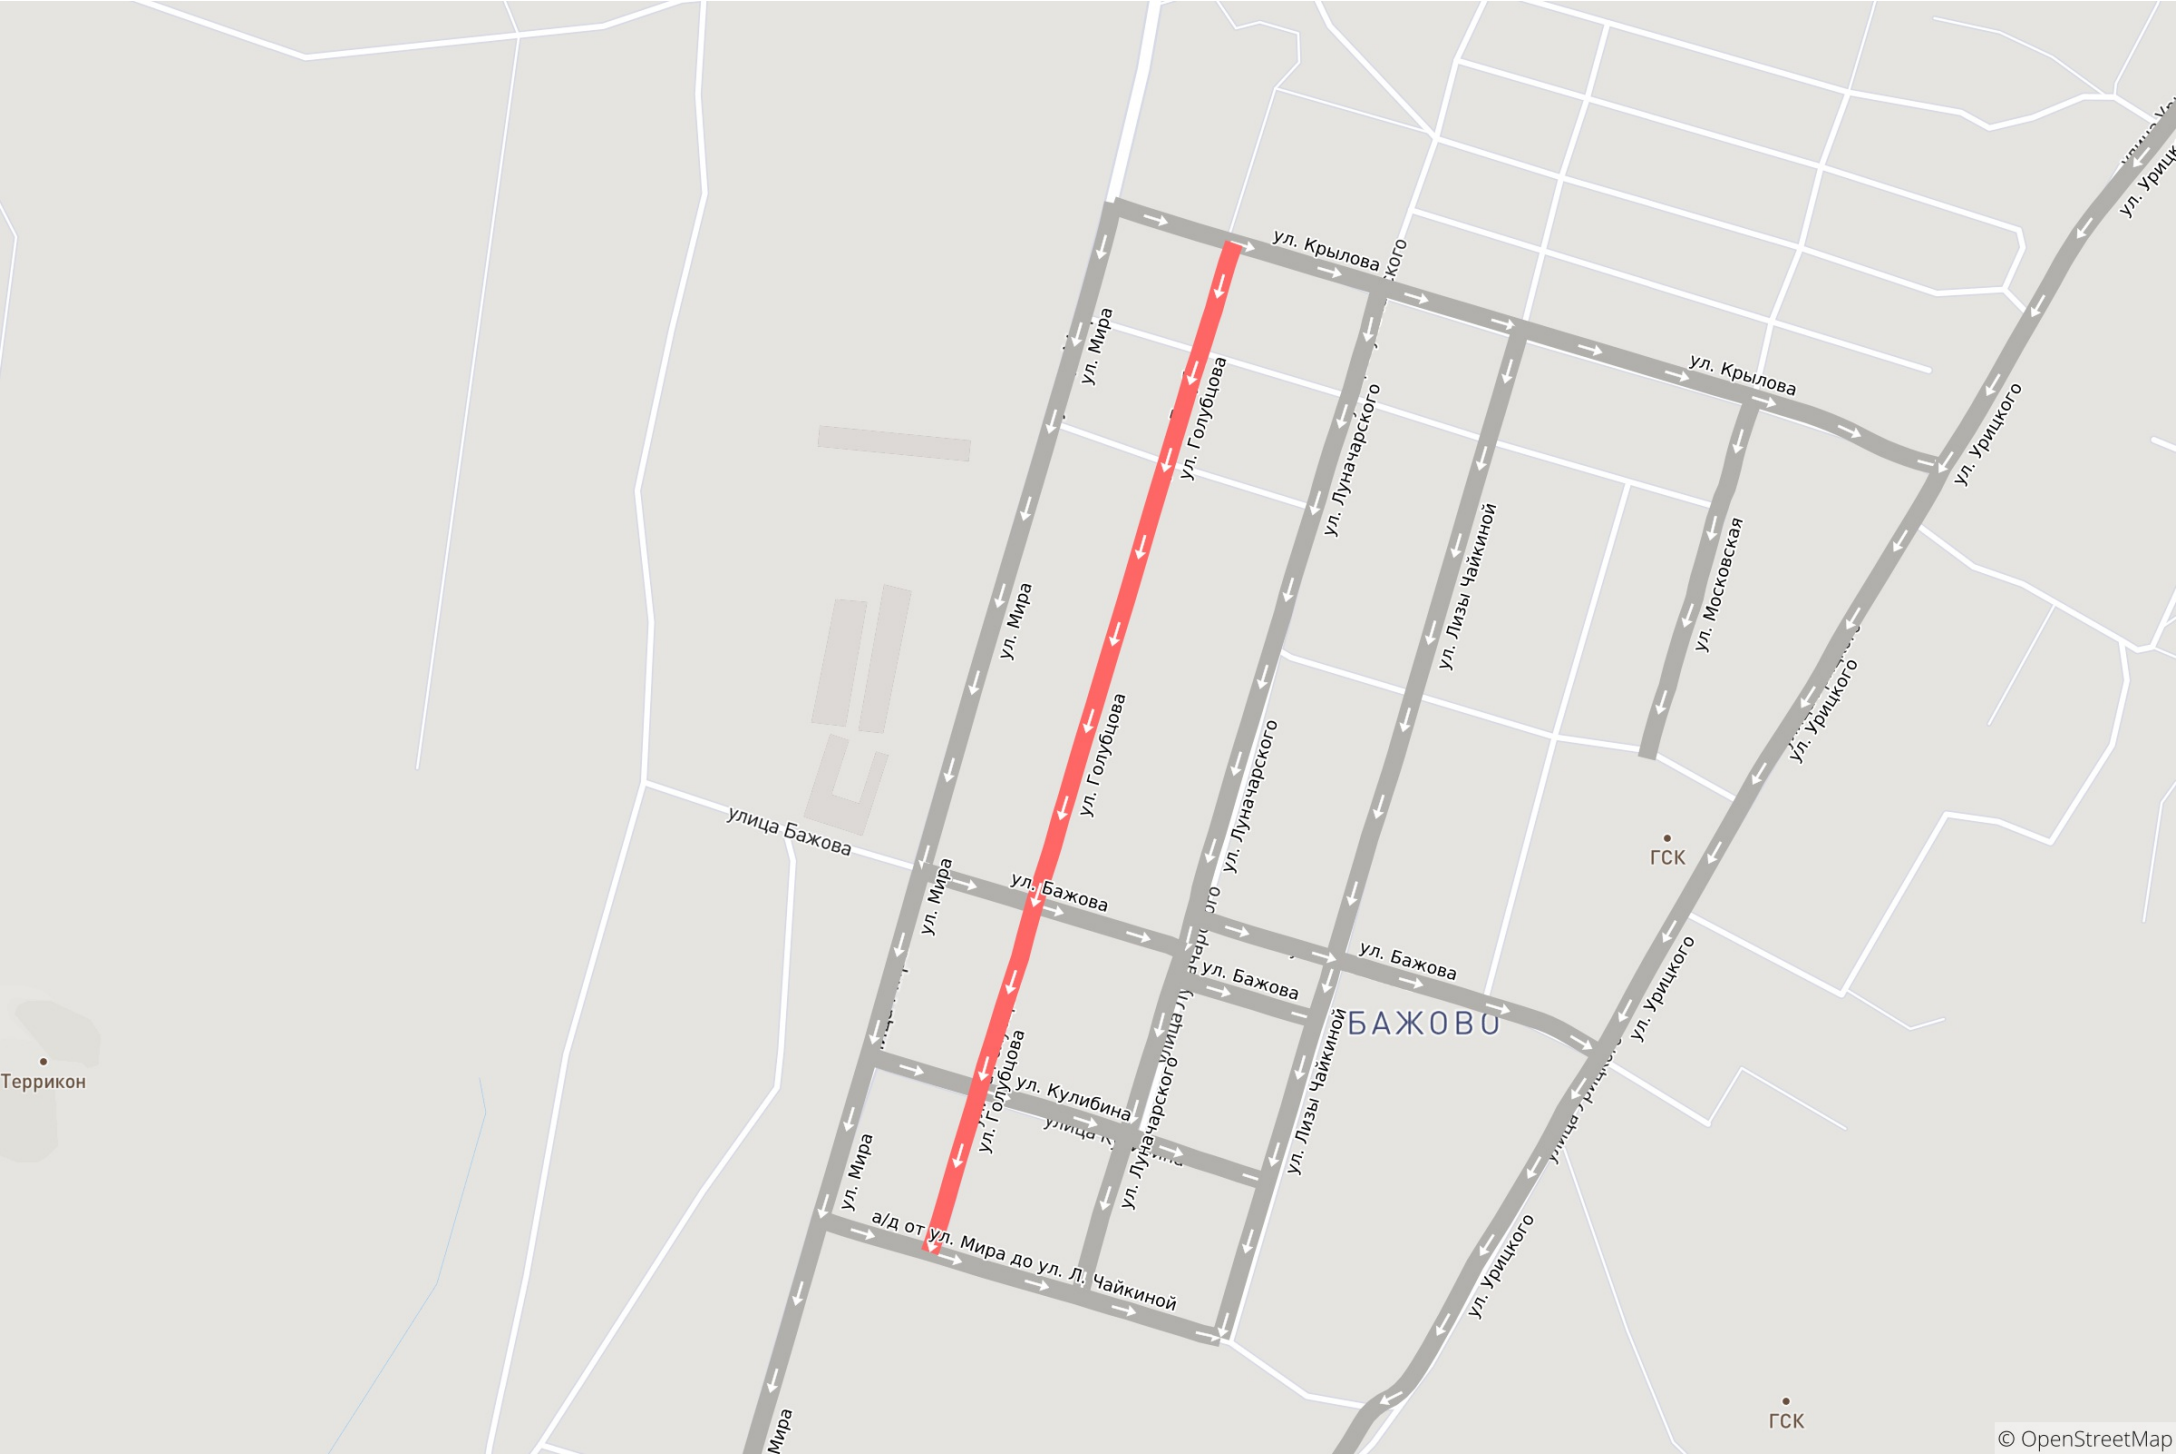 ул. Урицкого
ул. Крылова
ул. Мира
ул. Голубцова
ул. Крылова
ул. Луначарского
ул. Урицкого
ул. Лизы Чайкиной
ул. Московская
ул. Мира
ул. Голубцова
ул. Урицкого
ул. Луначарского
улица Бажова
ГСК
ул. Мира
ул. Бажова
ул. Бажова
ул. Бажова
ул. Урицкого
БАЖОВО
ул. Голубцова
ул. Лизы Чайкиной
Террикон
ул. Кулибина
ул. Луначарского
ул. Мира
а/д от ул. Мира до ул. Л. Чайкиной
ул. Урицкого
ГСК
Мира
© OpenStreetMap